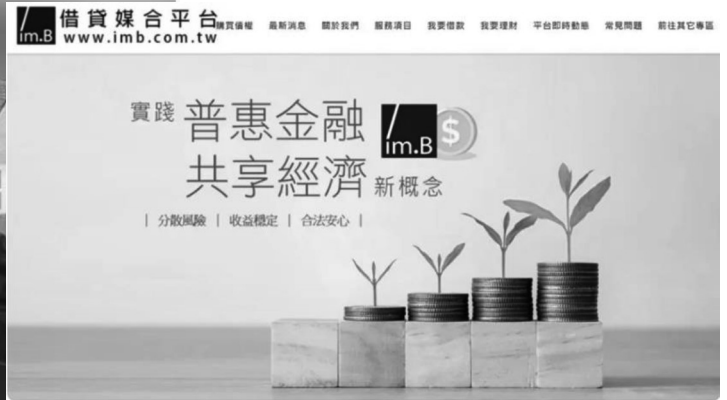 im.B 借貸媒合平台
www.imb.com.tw
購買債權 最新消息 關於我們 服務項目 我要借款 我要理財 平台即時動態 常見問題 前往其它專區
實踐 普惠金融
im.B $
共享經濟 新概念
| 分散風險 | 收益穩定 | 合法安心 |